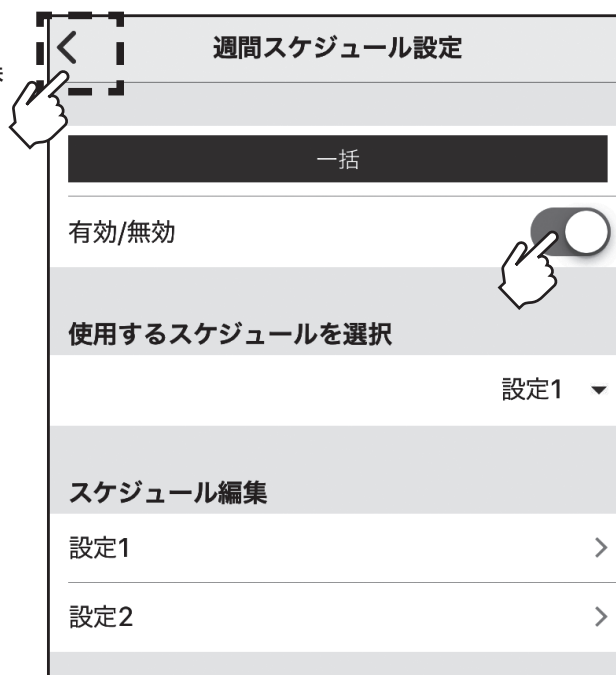 週間スケジュール設定
一括
有効/無効
使用するスケジュールを選択
設定1
スケジュール編集
設定1
設定2